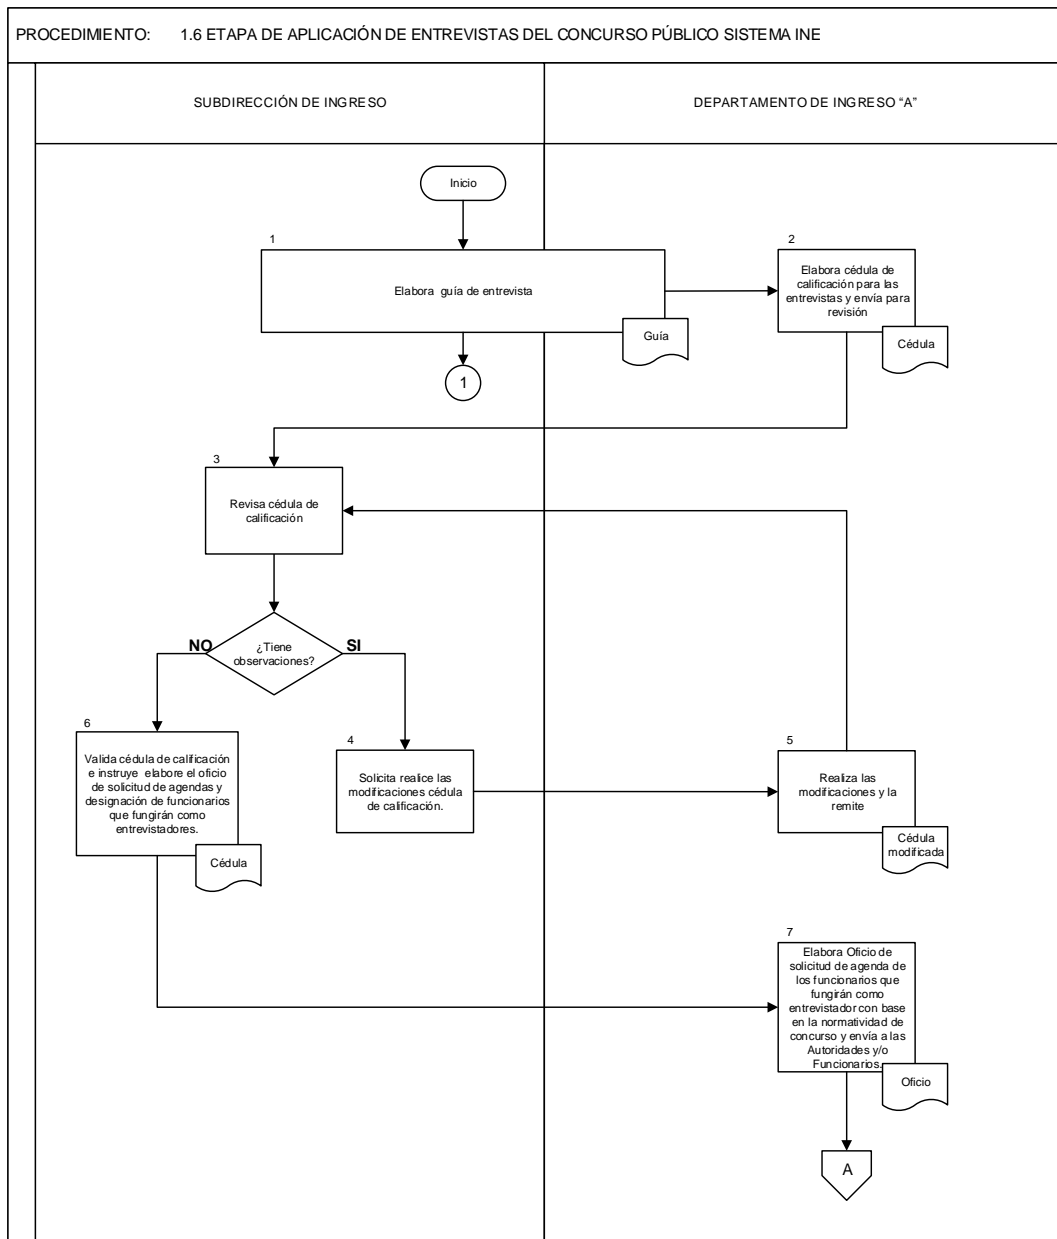 PROCEDIMIENTO: 1.6 ETAPA DE APLICACIÓN DE ENTREVISTAS DEL CONCURSO PÚBLICO SISTEMA INE
SUBDIRECCIÓN DE INGRESO
DEPARTAMENTO DE INGRESO “A”
Inicio
1
Elabora guía de entrevista
Guía
1
2
Elabora cédula de
calificación para las
entrevistas y envía para
revisión
Cédula
3
Revisa cédula de
calificación
¿Tiene
observaciones?
NO
SI
6
Valida cédula de calificación
e instruye elabore el oficio
de solicitud de agendas y
designación de funcionarios
que fungirán como
entrevistadores.
Cédula
4
Solicita realice las
modificaciones cédula
de calificación.
5
Realiza las
modificaciones y la
remite
Cédula
modificada
7
Elabora Oficio de
solicitud de agenda de
los funcionarios que
fungirán como
entrevistador con base
en la normatividad de
concurso y envía a las
Autoridades y/o
Funcionarios.
Oficio
A